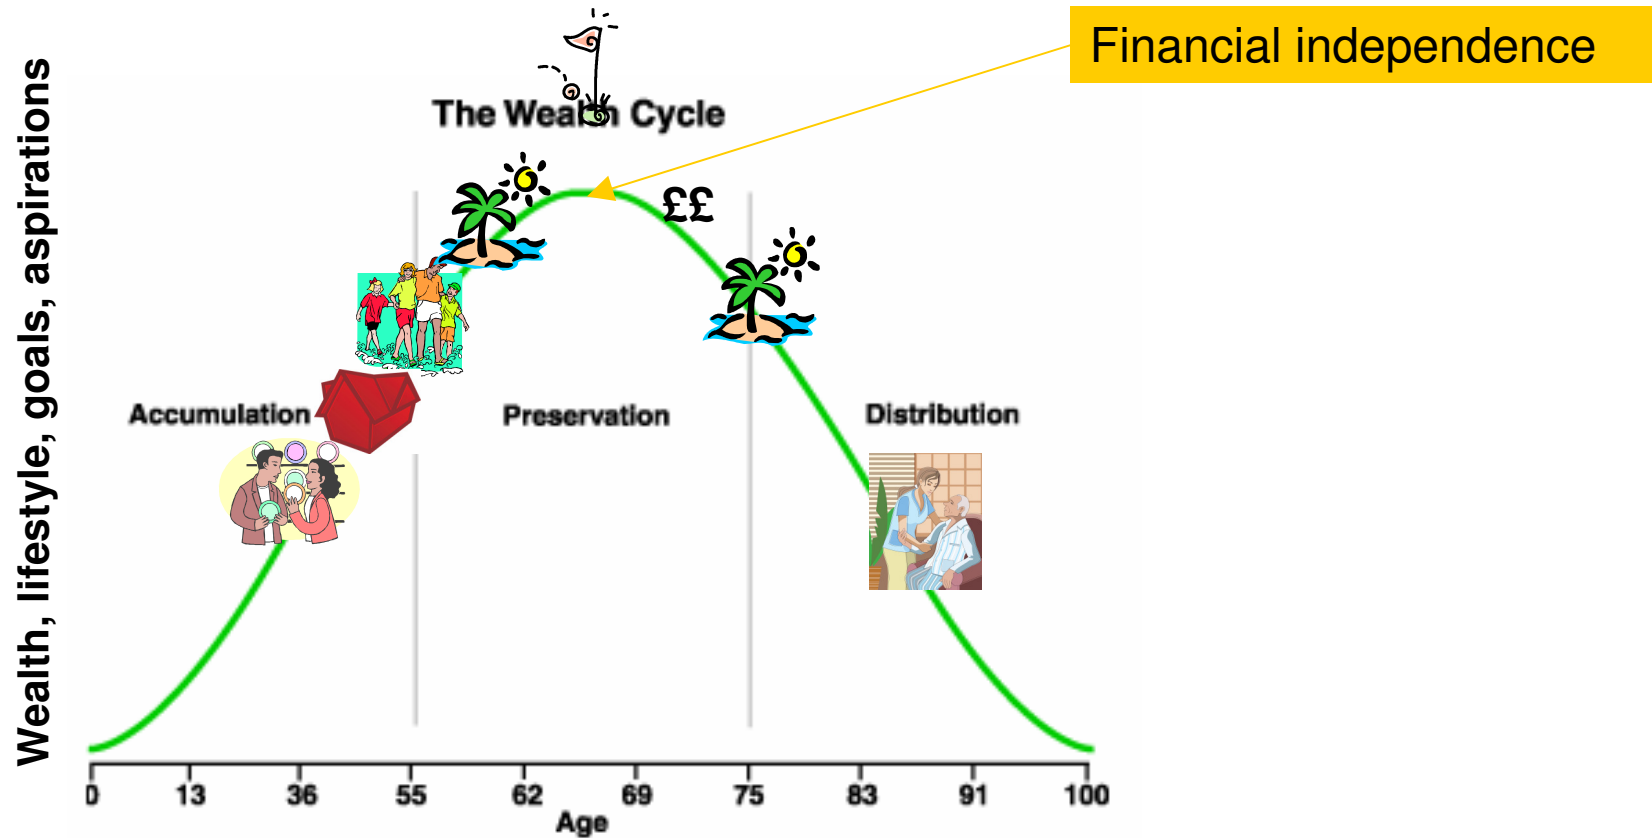 Financial independence
The Wealth Cycle
Wealth, lifestyle, goals, aspirations
££
Accumulation
Preservation
Distribution
0 13 36 55 62 69 75 83 91 100
Age